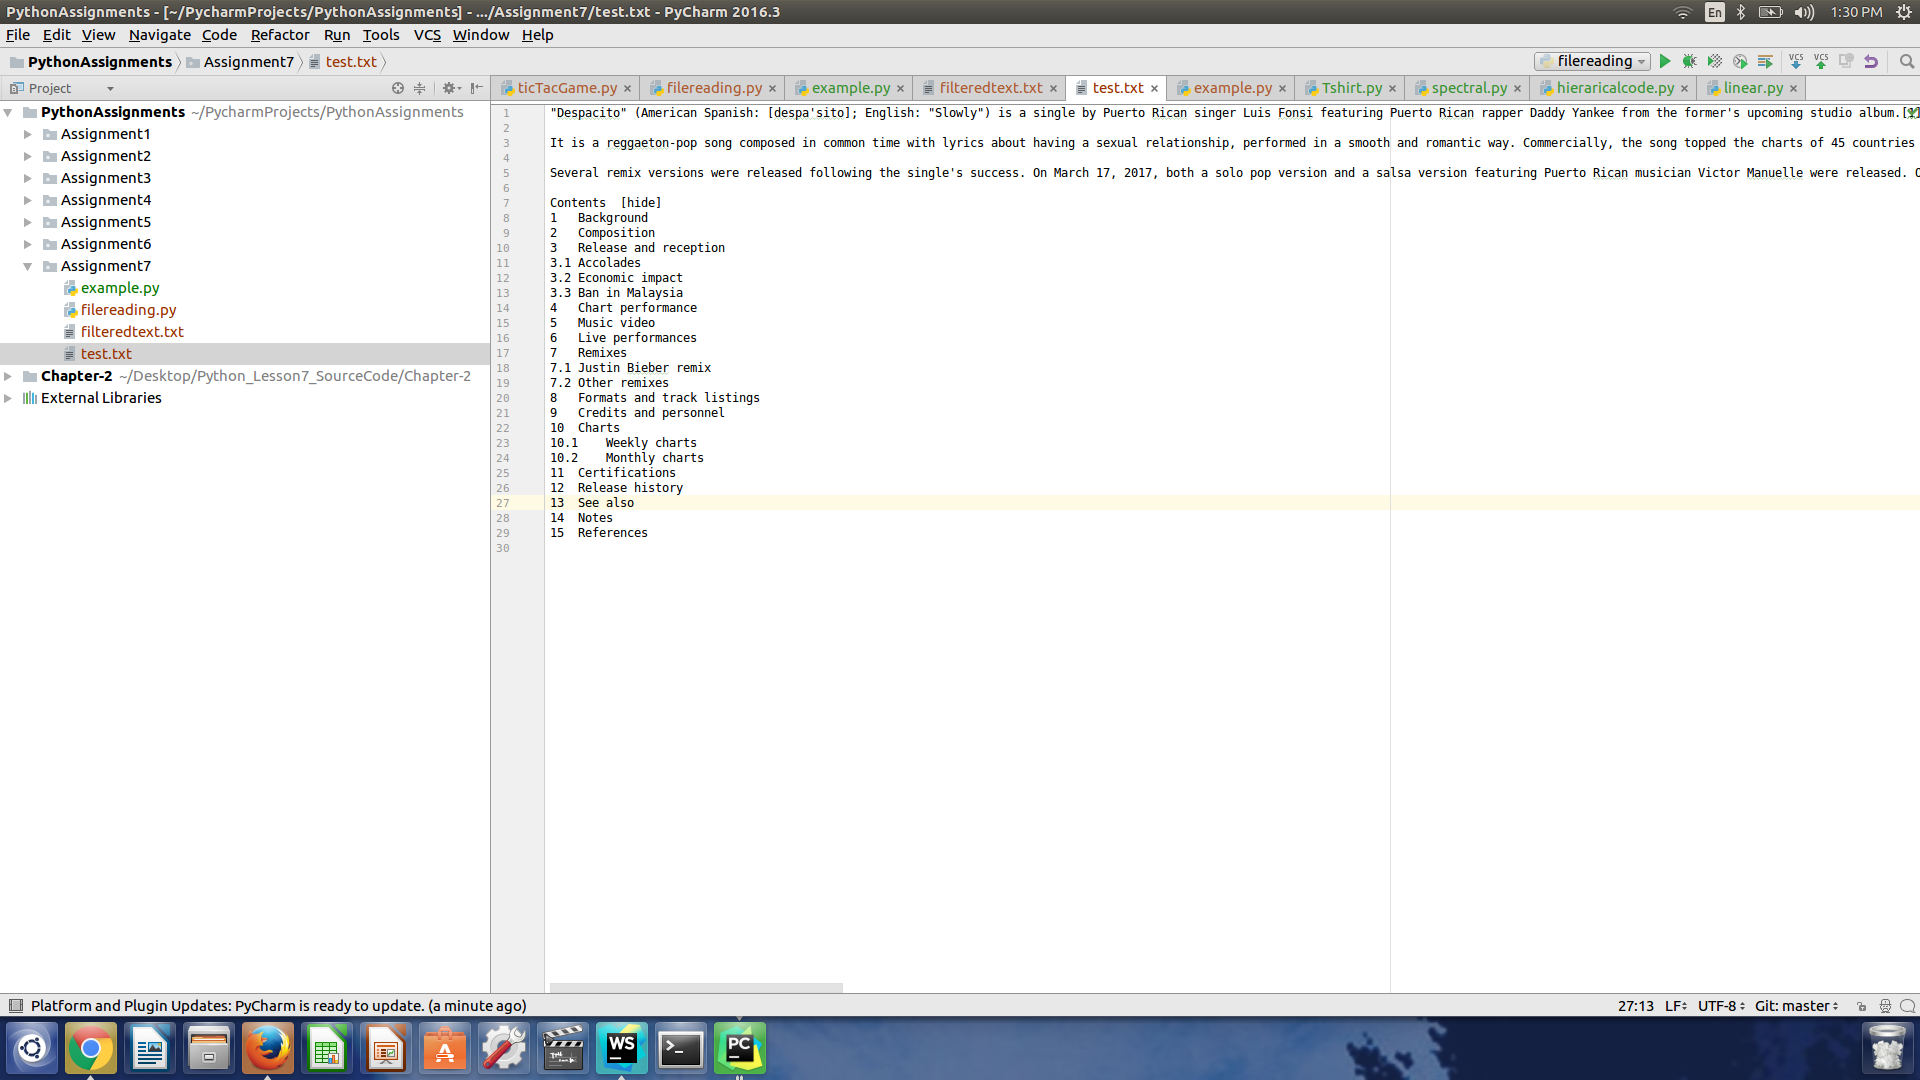 PythonAssignments - [~/PycharmProjects/PythonAssignments] - .../Assignment7/test.txt - PyCharm 2016.3
En
1:30 PM
File Edit View Navigate Code Refactor Run Tools VCS Window Help
PythonAssignments Assignment7 test.txt
filereading
VCS VCS
Project
ticTacGame.py filereading.py example.py filteredtext.txt test.txt example.py Tshirt.py spectral.py hieraricalcode.py linear.py
PythonAssignments ~/PycharmProjects/PythonAssignments
Assignment1
Assignment2
Assignment3
Assignment4
Assignment5
Assignment6
Assignment7
example.py
filereading.py
filteredtext.txt
test.txt
Chapter-2 ~/Desktop/Python_Lesson7_SourceCode/Chapter-2
External Libraries
1 "Despacito" (American Spanish: [despa'sito]; English: "Slowly") is a single by Puerto Rican singer Luis Fonsi featuring Puerto Rican rapper Daddy Yankee from the former's upcoming studio album.
2
3 It is a reggaeton-pop song composed in common time with lyrics about having a sexual relationship, performed in a smooth and romantic way. Commercially, the song topped the charts of 45 countries
4
5 Several remix versions were released following the single's success. On March 17, 2017, both a solo pop version and a salsa version featuring Puerto Rican musician Victor Manuelle were released.
6
7 Contents [hide]
8 1 Background
9 2 Composition
10 3 Release and reception
11 3.1 Accolades
12 3.2 Economic impact
13 3.3 Ban in Malaysia
14 4 Chart performance
15 5 Music video
16 6 Live performances
17 7 Remixes
18 7.1 Justin Bieber remix
19 7.2 Other remixes
20 8 Formats and track listings
21 9 Credits and personnel
22 10 Charts
23 10.1 Weekly charts
24 10.2 Monthly charts
25 11 Certifications
26 12 Release history
27 13 See also
28 14 Notes
29 15 References
30
Platform and Plugin Updates: PyCharm is ready to update. (a minute ago)
27:13 LF UTF-8 Git: master
WS
PC